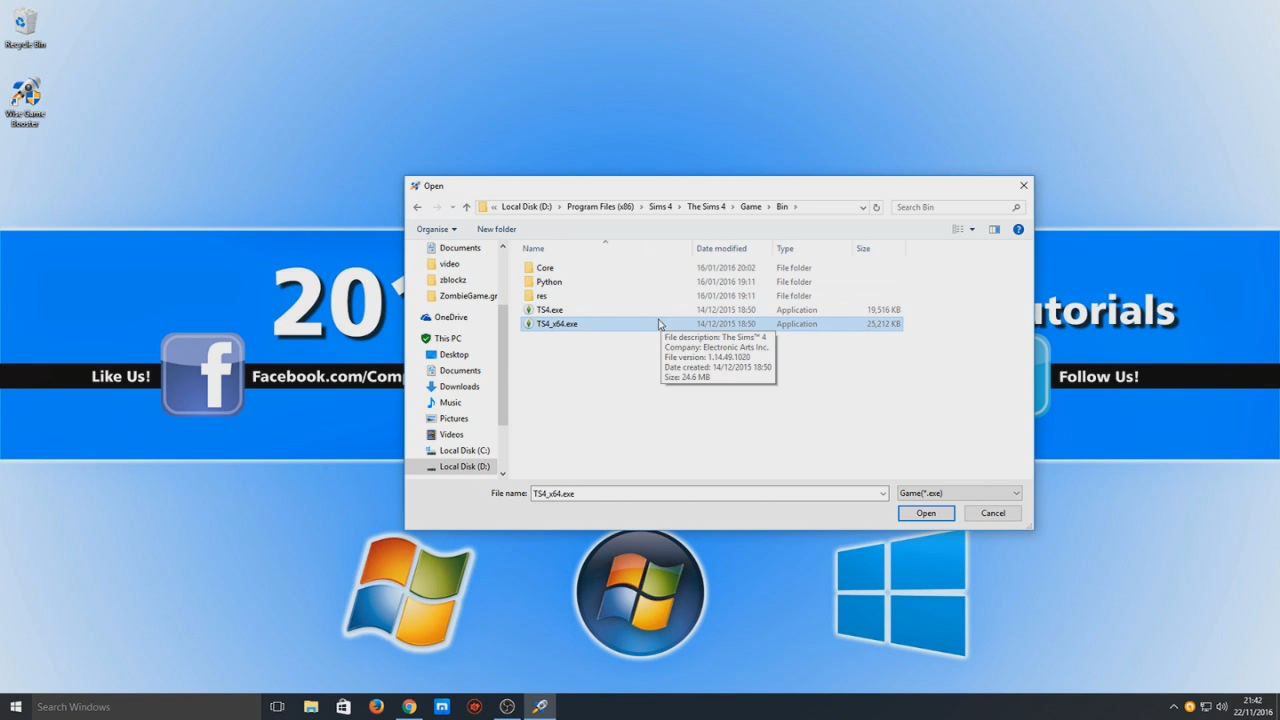 Recycle Bin
Wise Game
Booster
201
utorials
Like Us!
f
Facebook.com/Comp
Follow Us!
Open
« Local Disk (D:) > Program Files (x86) > Sims 4 > The Sims 4 > Game > Bin >
Search Bin
Organise
New folder
Name
Date modified
Type
Size
Documents
video
zblockz
ZombieGame.gr
OneDrive
This PC
Desktop
Documents
Downloads
Music
Pictures
Videos
Local Disk (C:)
Local Disk (D:)
Core 16/01/2016 20:02 File folder
Python 16/01/2016 19:11 File folder
res 16/01/2016 19:11 File folder
TS4.exe 14/12/2015 18:50 Application 19,516 KB
TS4_x64.exe 14/12/2015 18:50 Application 25,212 KB
File description: The Sims™ 4
Company: Electronic Arts Inc.
File version: 1.14.49.1020
Date created: 14/12/2015 18:50
Size: 24.6 MB
File name: TS4_x64.exe
Game(*.exe)
Open
Cancel
Search Windows
21:42
22/11/2016